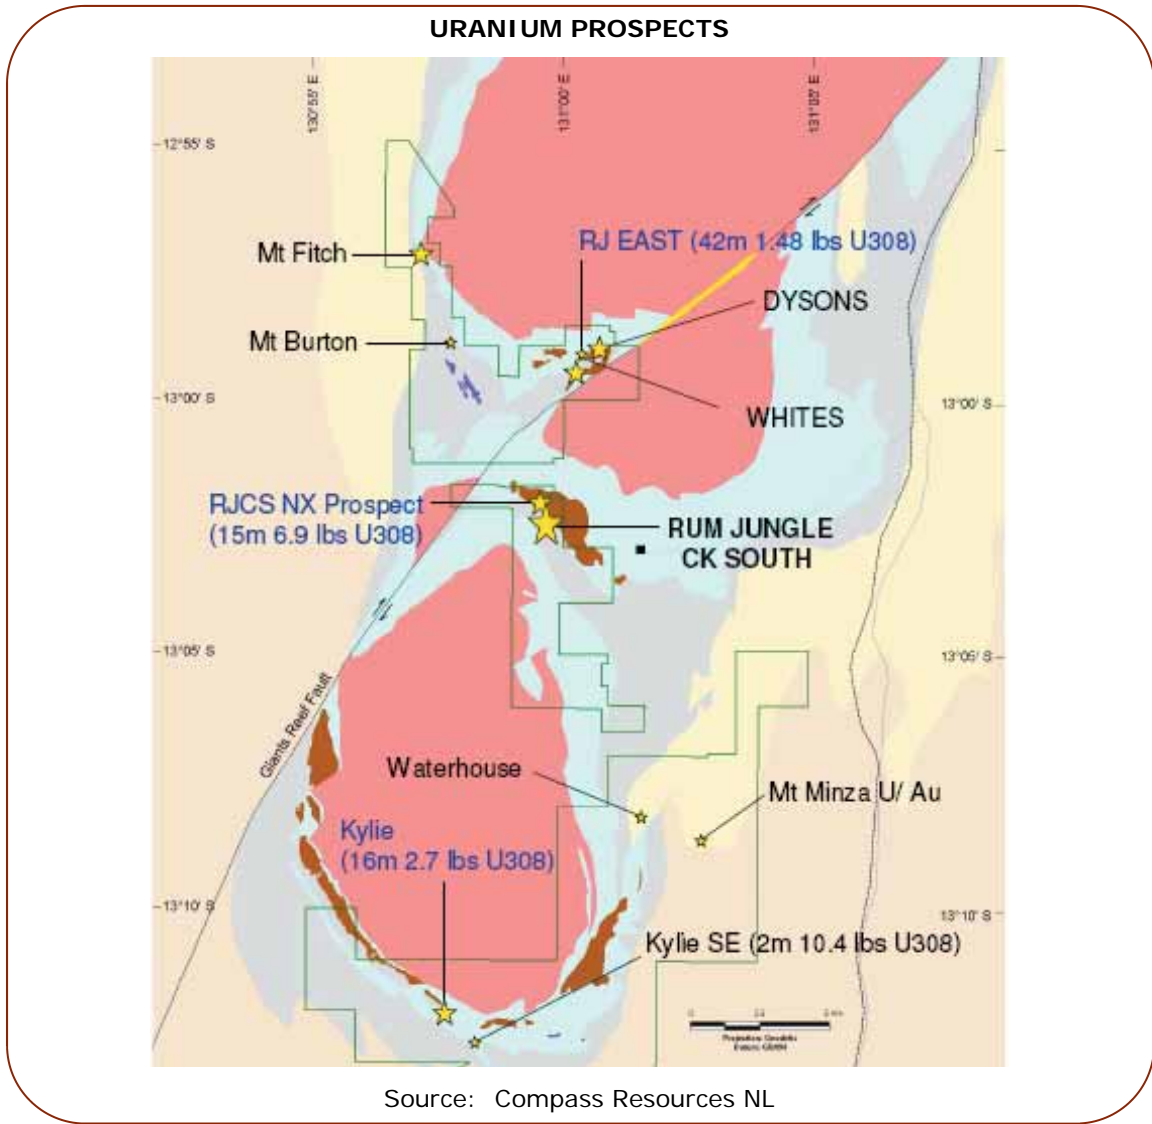 URANIUM PROSPECTS
130°55' E
131°00' E
131°05' E
12°55' S
Mt Fitch
RJ EAST (42m 1.48 lbs U308)
DYSONS
Mt Burton
WHITES
13°00' S
13°00' S
RJCS NX Prospect
(15m 6.9 lbs U308)
RUM JUNGLE
CK SOUTH
13°05' S
13°05' S
Giants Reef Fault
Waterhouse
Mt Minza U/ Au
Kylie
(16m 2.7 lbs U308)
13°10' S
13°10' S
Kylie SE (2m 10.4 lbs U308)
Source: Compass Resources NL